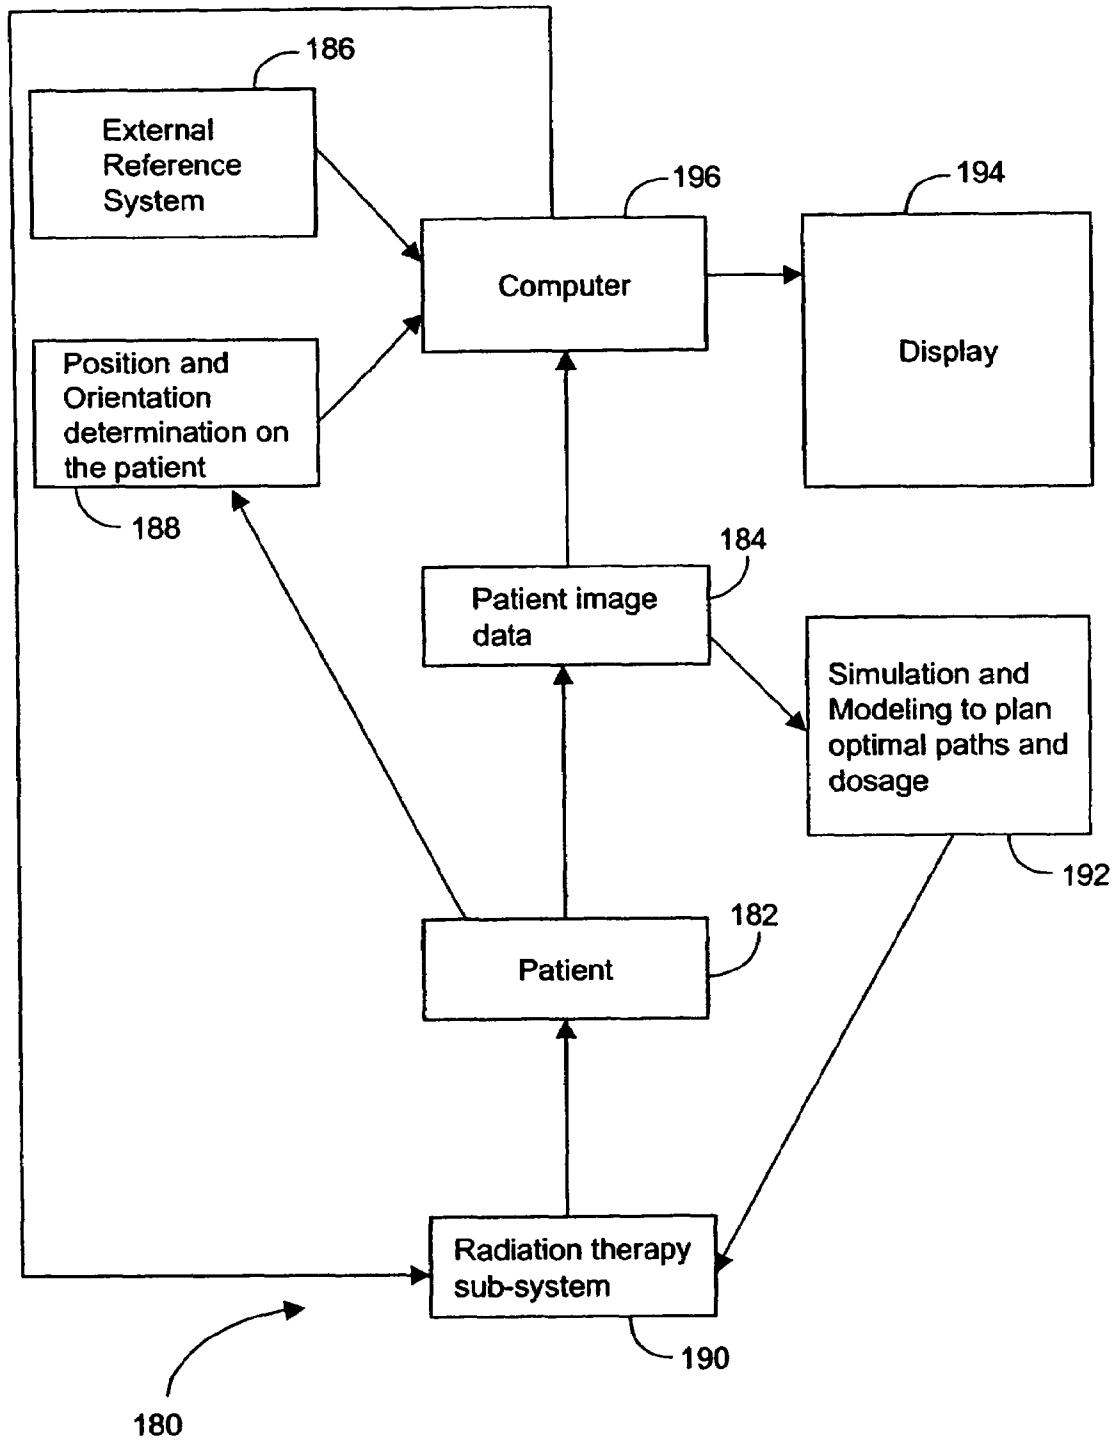 186
External
Reference
System
196
194
Computer
Display
Position and
Orientation
determination on
the patient
188
184
Patient image
data
Simulation and
Modeling to plan
optimal paths and
dosage
192
182
Patient
Radiation therapy
sub-system
190
180